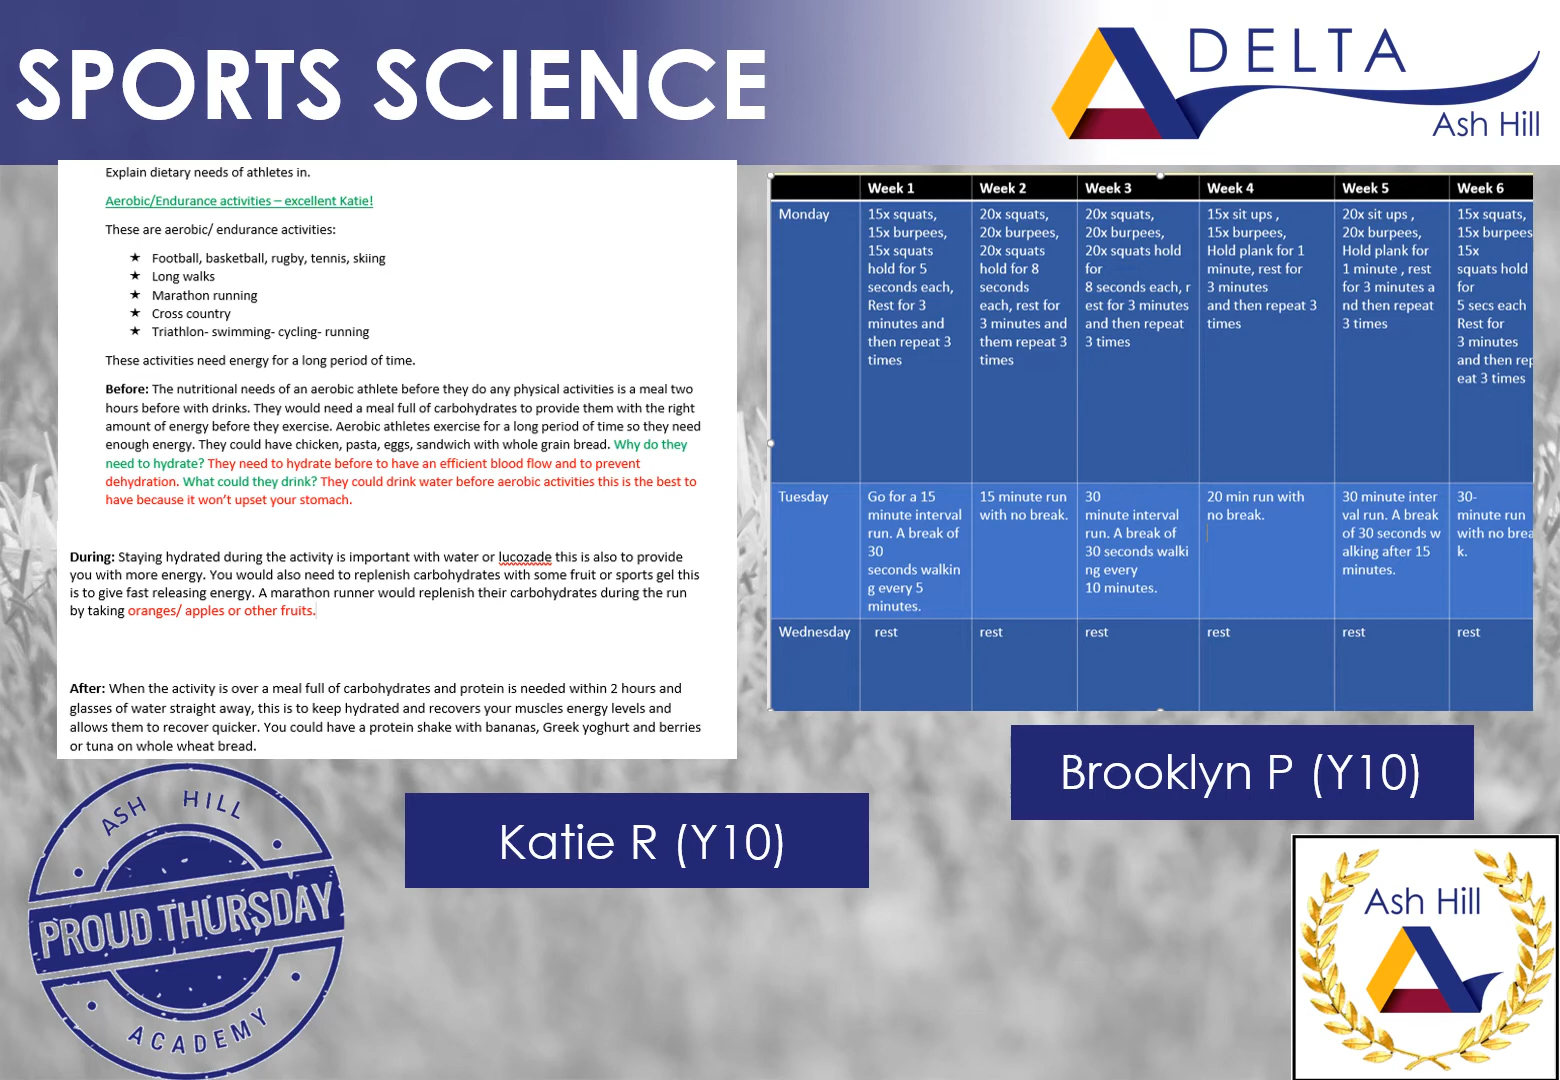 SPORTS SCIENCE
DELTA
Ash Hill
Explain dietary needs of athletes in.
Aerobic/Endurance activities – excellent Katie!
These are aerobic/ endurance activities:
★ Football, basketball, rugby, tennis, skiing
★ Long walks
★ Marathon running
★ Cross country
★ Triathlon- swimming- cycling- running
These activities need energy for a long period of time.
Before: The nutritional needs of an aerobic athlete before they do any physical activities is a meal two
hours before with drinks. They would need a meal full of carbohydrates to provide them with the right
amount of energy before they exercise. Aerobic athletes exercise for a long period of time so they need
enough energy. They could have chicken, pasta, eggs, sandwich with whole grain bread. Why do they
need to hydrate? They need to hydrate before to have an efficient blood flow and to prevent
dehydration. What could they drink? They could drink water before aerobic activities this is the best to
have because it won't upset your stomach.
During: Staying hydrated during the activity is important with water or lucozade this is also to provide
you with more energy. You would also need to replenish carbohydrates with some fruit or sports gel this
is to give fast releasing energy. A marathon runner would replenish their carbohydrates during the run
by taking oranges/ apples or other fruits.
After: When the activity is over a meal full of carbohydrates and protein is needed within 2 hours and
glasses of water straight away, this is to keep hydrated and recovers your muscles energy levels and
allows them to recover quicker. You could have a protein shake with bananas, Greek yoghurt and berries
or tuna on whole wheat bread.
Week 1
Week 2
Week 3
Week 4
Week 5
Week 6
Monday
15x squats,
15x burpees,
15x squats
hold for 5
seconds each,
Rest for 3
minutes and
then repeat 3
times
20x squats,
20x burpees,
20x squats
hold for 8
seconds
each, rest for
3 minutes and
them repeat 3
times
20x squats,
20x burpees,
20x squats hold
for
8 seconds each, r
est for 3 minutes
and then repeat
3 times
15x sit ups ,
15x burpees,
Hold plank for 1
minute, rest for
3 minutes
and then repeat 3
times
20x sit ups ,
20x burpees,
Hold plank for
1 minute , rest
for 3 minutes a
nd then repeat
3 times
15x squats,
15x burpees
15x
squats hold
for
5 secs each
Rest for
3 minutes
and then rep
eat 3 times
Tuesday
Go for a 15
minute interval
run. A break of
30
seconds walkin
g every 5
minutes.
15 minute run
with no break.
30
minute interval
run. A break of
30 seconds walki
ng every
10 minutes.
20 min run with
no break.
30 minute inter
val run. A break
of 30 seconds w
alking after 15
minutes.
30-
minute run
with no brea
k.
Wednesday
rest
rest
rest
rest
rest
rest
Brooklyn P (Y10)
Katie R (Y10)
ASH HILL
PROUD THURSDAY
ACADEMY
Ash Hill